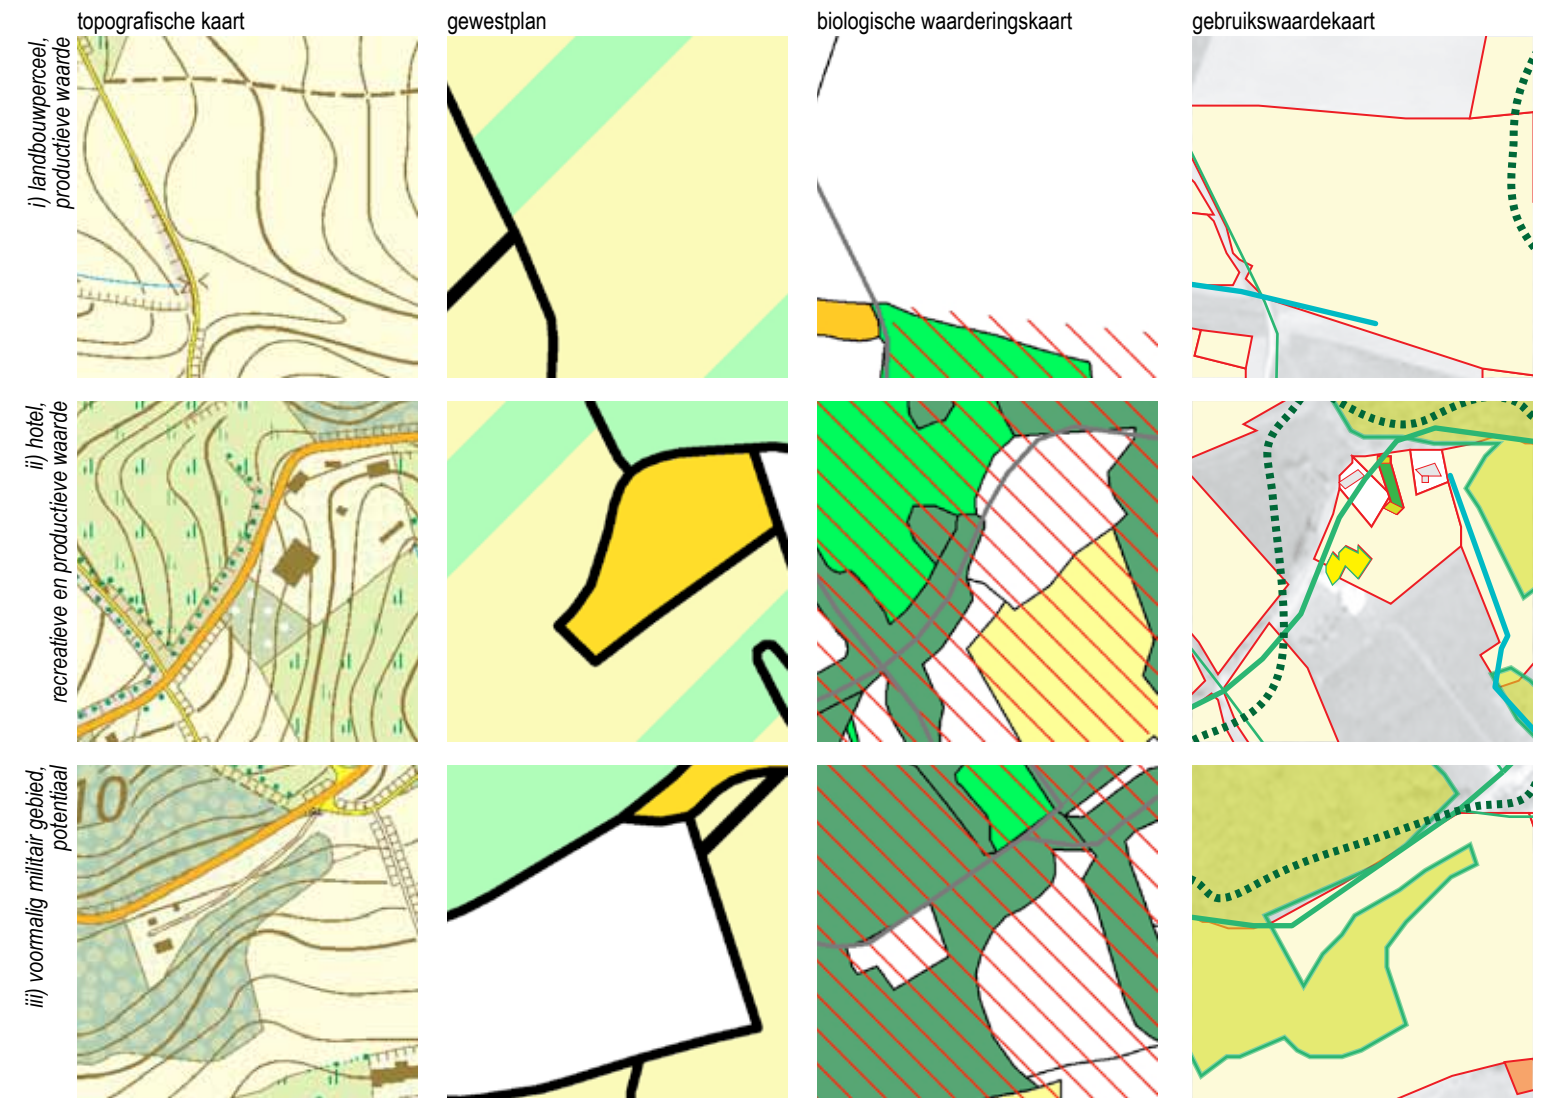 topografische kaart
gewestplan
biologische waarderingskaart
gebruikswaardekaart
i) landbouwperceel,
productieve waarde
ii) hotel,
recreatieve en productieve waarde
iii) voormalig militair gebied,
potentiaal
10